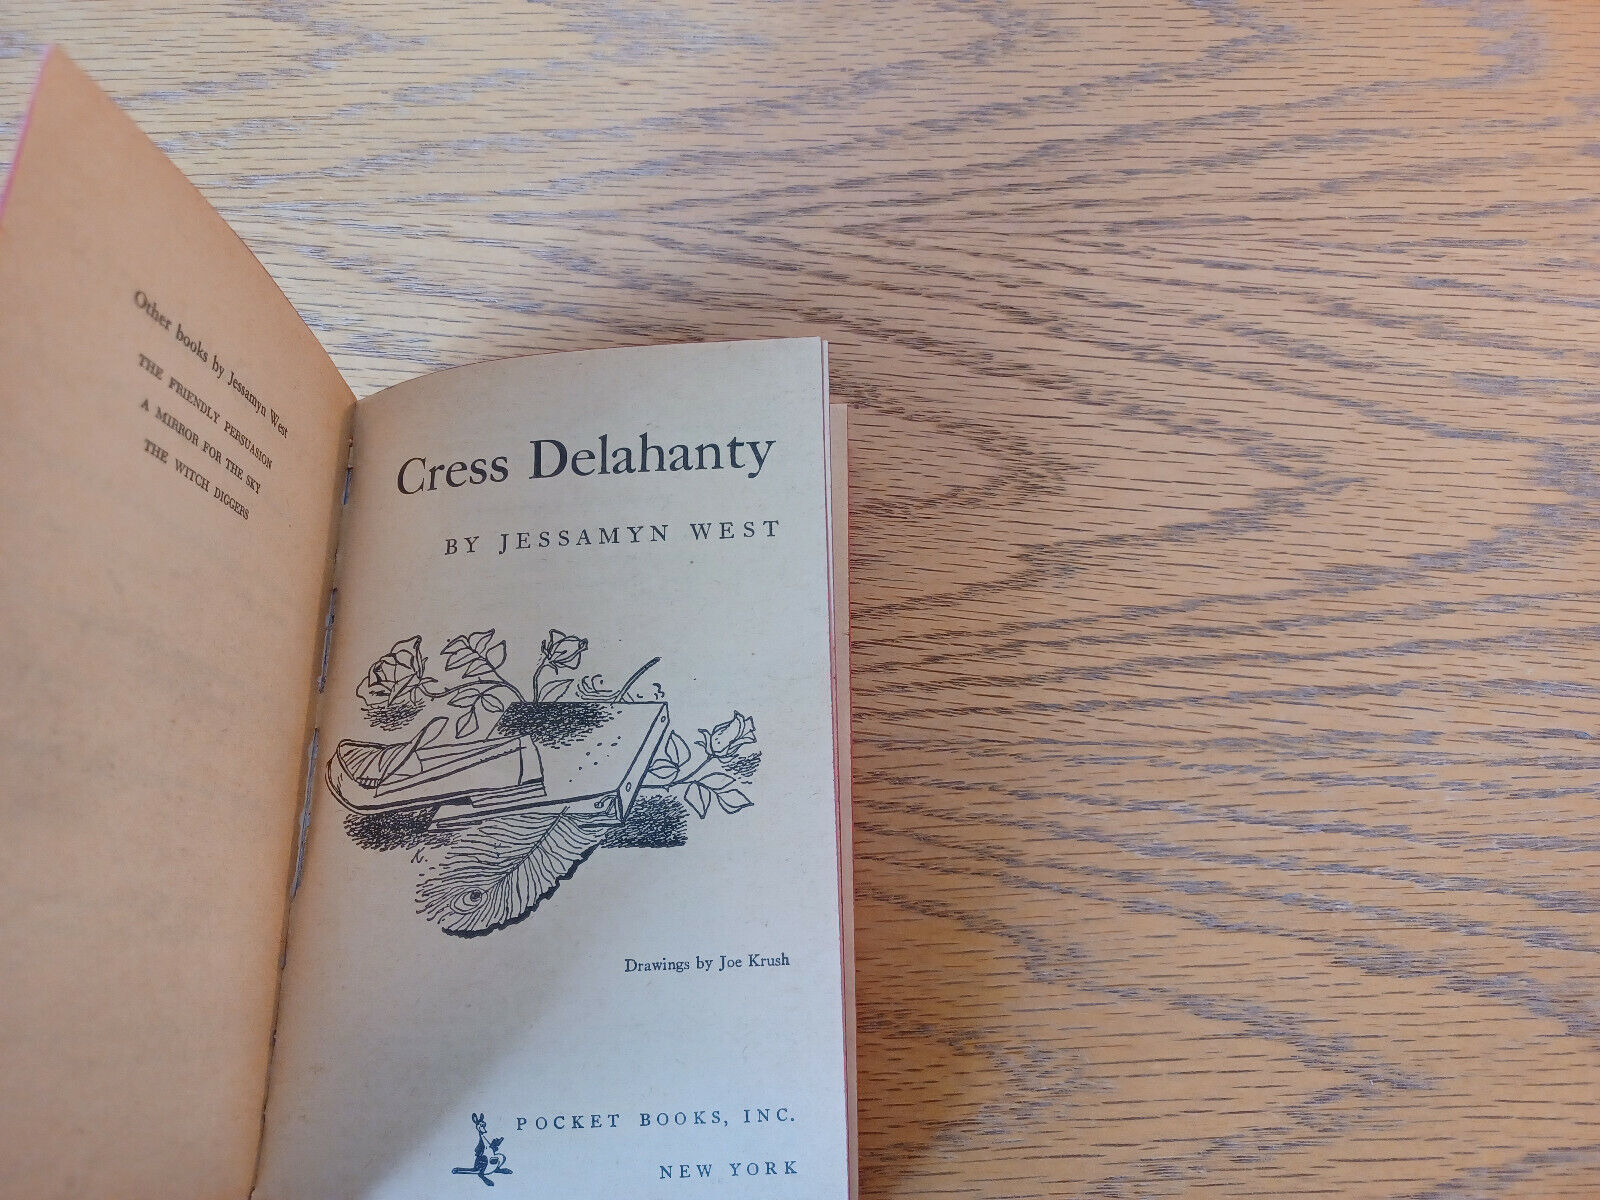 Other books by Jessamyn West
THE FRIENDLY PERSUASION
A MIRROR FOR THE SKY
THE WITCH DIGGERS
Cress Delahanty
BY JESSAMYN WEST
K.
Drawings by Joe Krush
POCKET BOOKS, INC.
NEW YORK